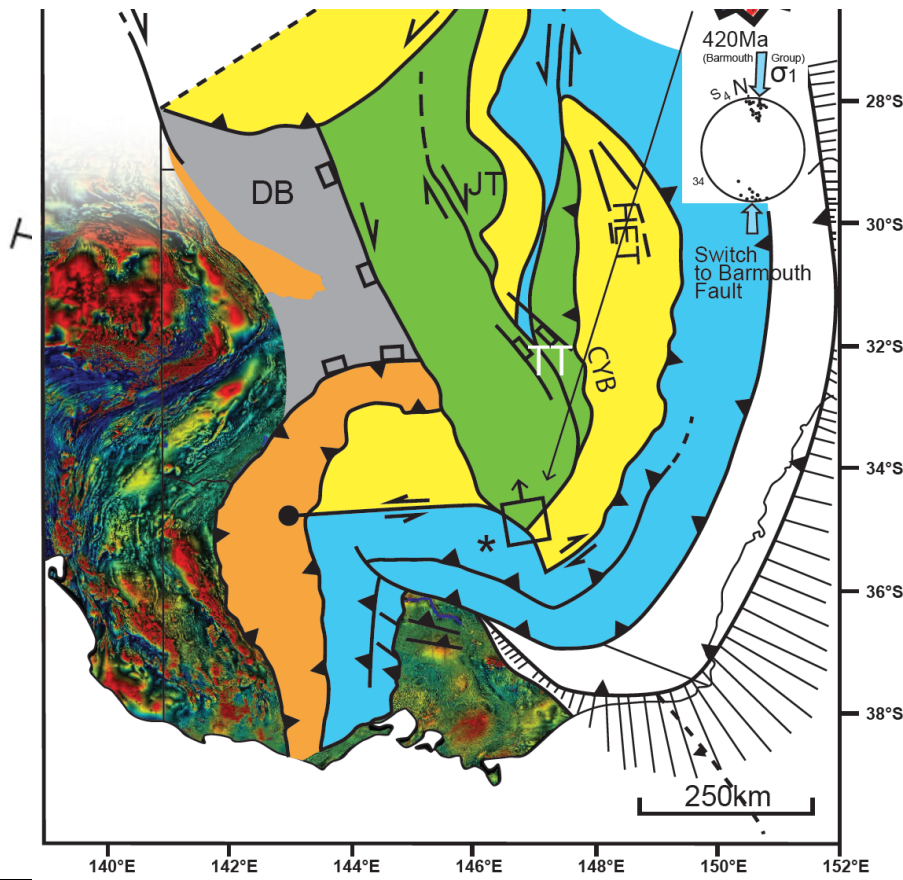 420Ma
(Barmouth Group)
σ1
S4 N
34
Switch
to Barmouth
Fault
28°S
30°S
32°S
34°S
36°S
38°S
DB
JT
HET
TT
CYB
*
T
250km
140°E
142°E
144°E
146°E
148°E
150°E
152°E